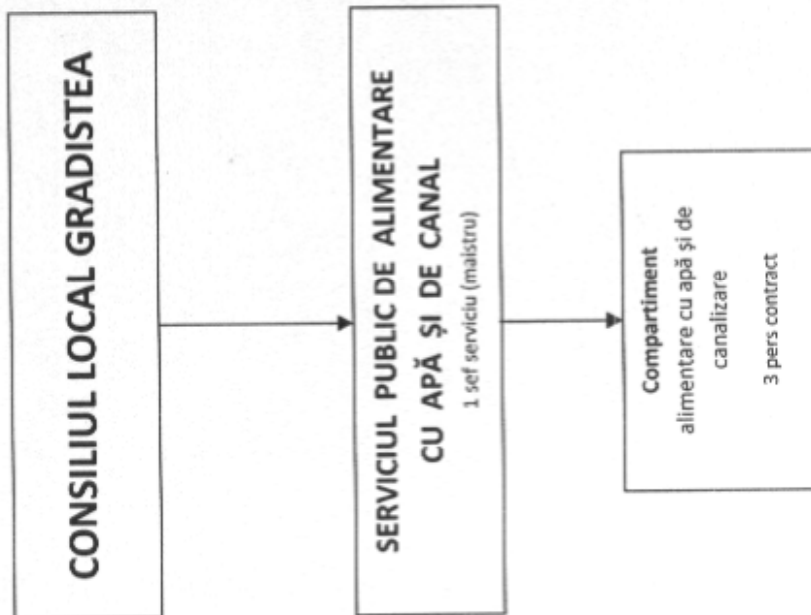 CONSILIUL LOCAL GRADISTEA
SERVICIUL PUBLIC DE ALIMENTARE
CU APĂ ȘI DE CANAL
1 sef serviciu (maistru)
Compartiment
alimentare cu apă și de
canalizare
3 pers contract